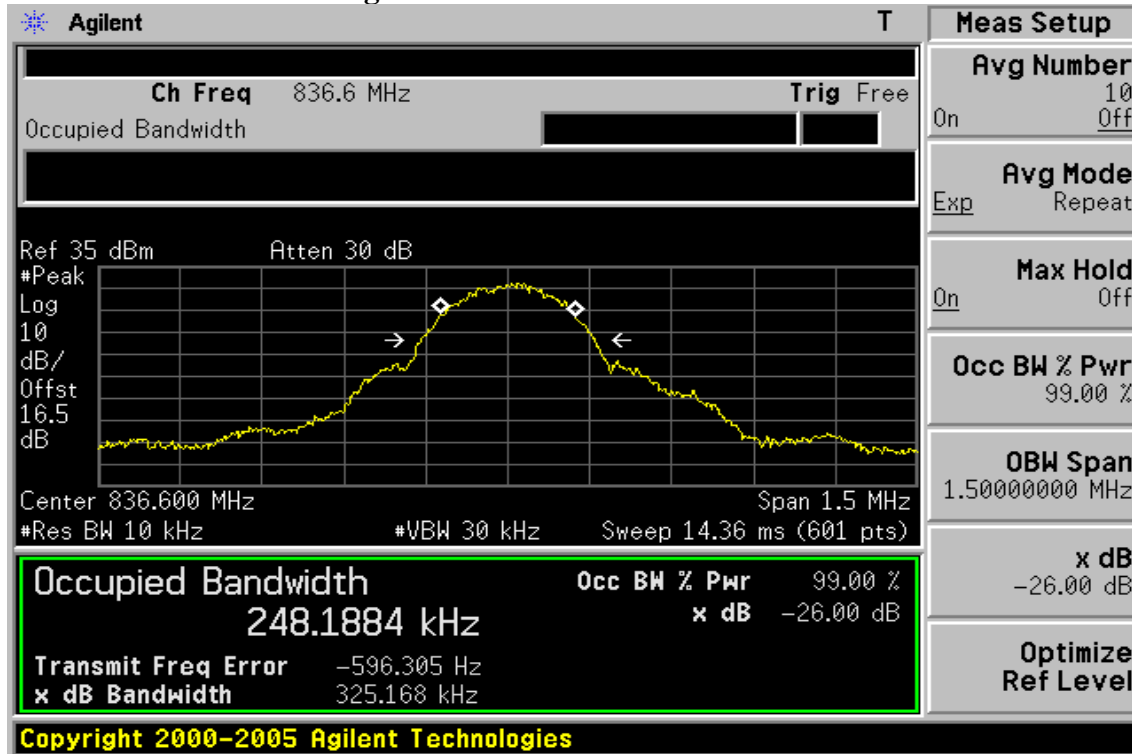 Agilent T
Ch Freq 836.6 MHz Trig Free
Occupied Bandwidth
Ref 35 dBm Atten 30 dB
#Peak
Log
10
dB/
Offst
16.5
dB
Center 836.600 MHz Span 1.5 MHz
#Res BW 10 kHz #VBW 30 kHz Sweep 14.36 ms (601 pts)
Occupied Bandwidth Occ BW % Pwr 99.00 %
248.1884 kHz x dB -26.00 dB
Transmit Freq Error -596.305 Hz
x dB Bandwidth 325.168 kHz
Copyright 2000-2005 Agilent Technologies
Meas Setup
Avg Number
10
On Off
Avg Mode
Exp Repeat
Max Hold
On Off
Occ BW % Pwr
99.00 %
OBW Span
1.50000000 MHz
x dB
-26.00 dB
Optimize
Ref Level